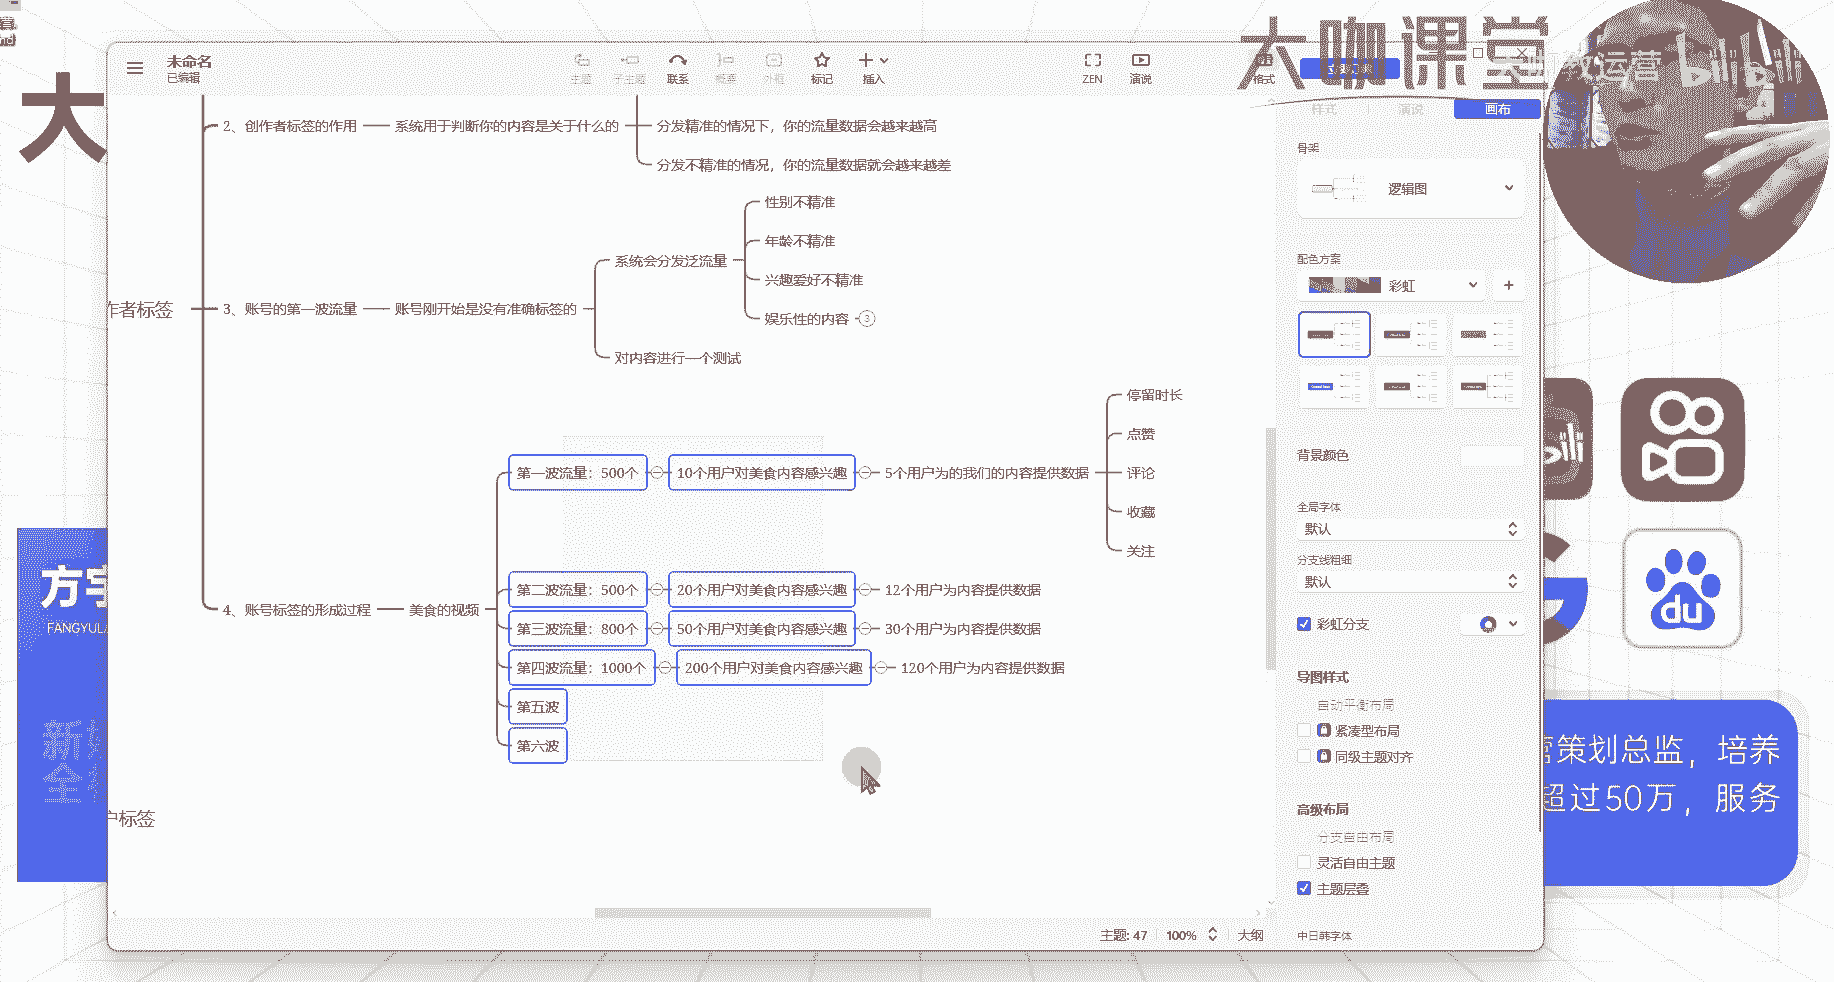 大咖课堂
bilibili
大
未命名
已编辑
主题
子主题
联系
概要
外框
标记
插入
ZEN
演说
格式
样式
演说
画布
2、创作者标签的作用
系统用于判断你的内容是关于什么的
分发精准的情况下，你的流量数据会越来越高
分发不精准的情况，你的流量数据就会越来越差
作者标签
3、账号的第一波流量
账号刚开始是没有准确标签的
系统会分发泛流量
性别不精准
年龄不精准
兴趣爱好不精准
娱乐性的内容
3
对内容进行一个测试
4、账号标签的形成过程
美食的视频
第一波流量：500个
10个用户对美食内容感兴趣
5个用户为的我们的内容提供数据
停留时长
点赞
评论
收藏
关注
第二波流量：500个
20个用户对美食内容感兴趣
12个用户为内容提供数据
第三波流量：800个
50个用户对美食内容感兴趣
30个用户为内容提供数据
第四波流量：1000个
200个用户对美食内容感兴趣
120个用户为内容提供数据
第五波
第六波
户标签
骨架
逻辑图
配色方案
彩虹
背景颜色
全局字体
默认
分支线粗细
默认
彩虹分支
导图样式
自动平衡布局
紧凑型布局
同级主题对齐
高级布局
分支自由布局
灵活自由主题
主题层叠
中日韩字体
主题: 47
100%
大纲
方宇
FANGYU
新
全
du
营策划总监，培养
超过50万，服务